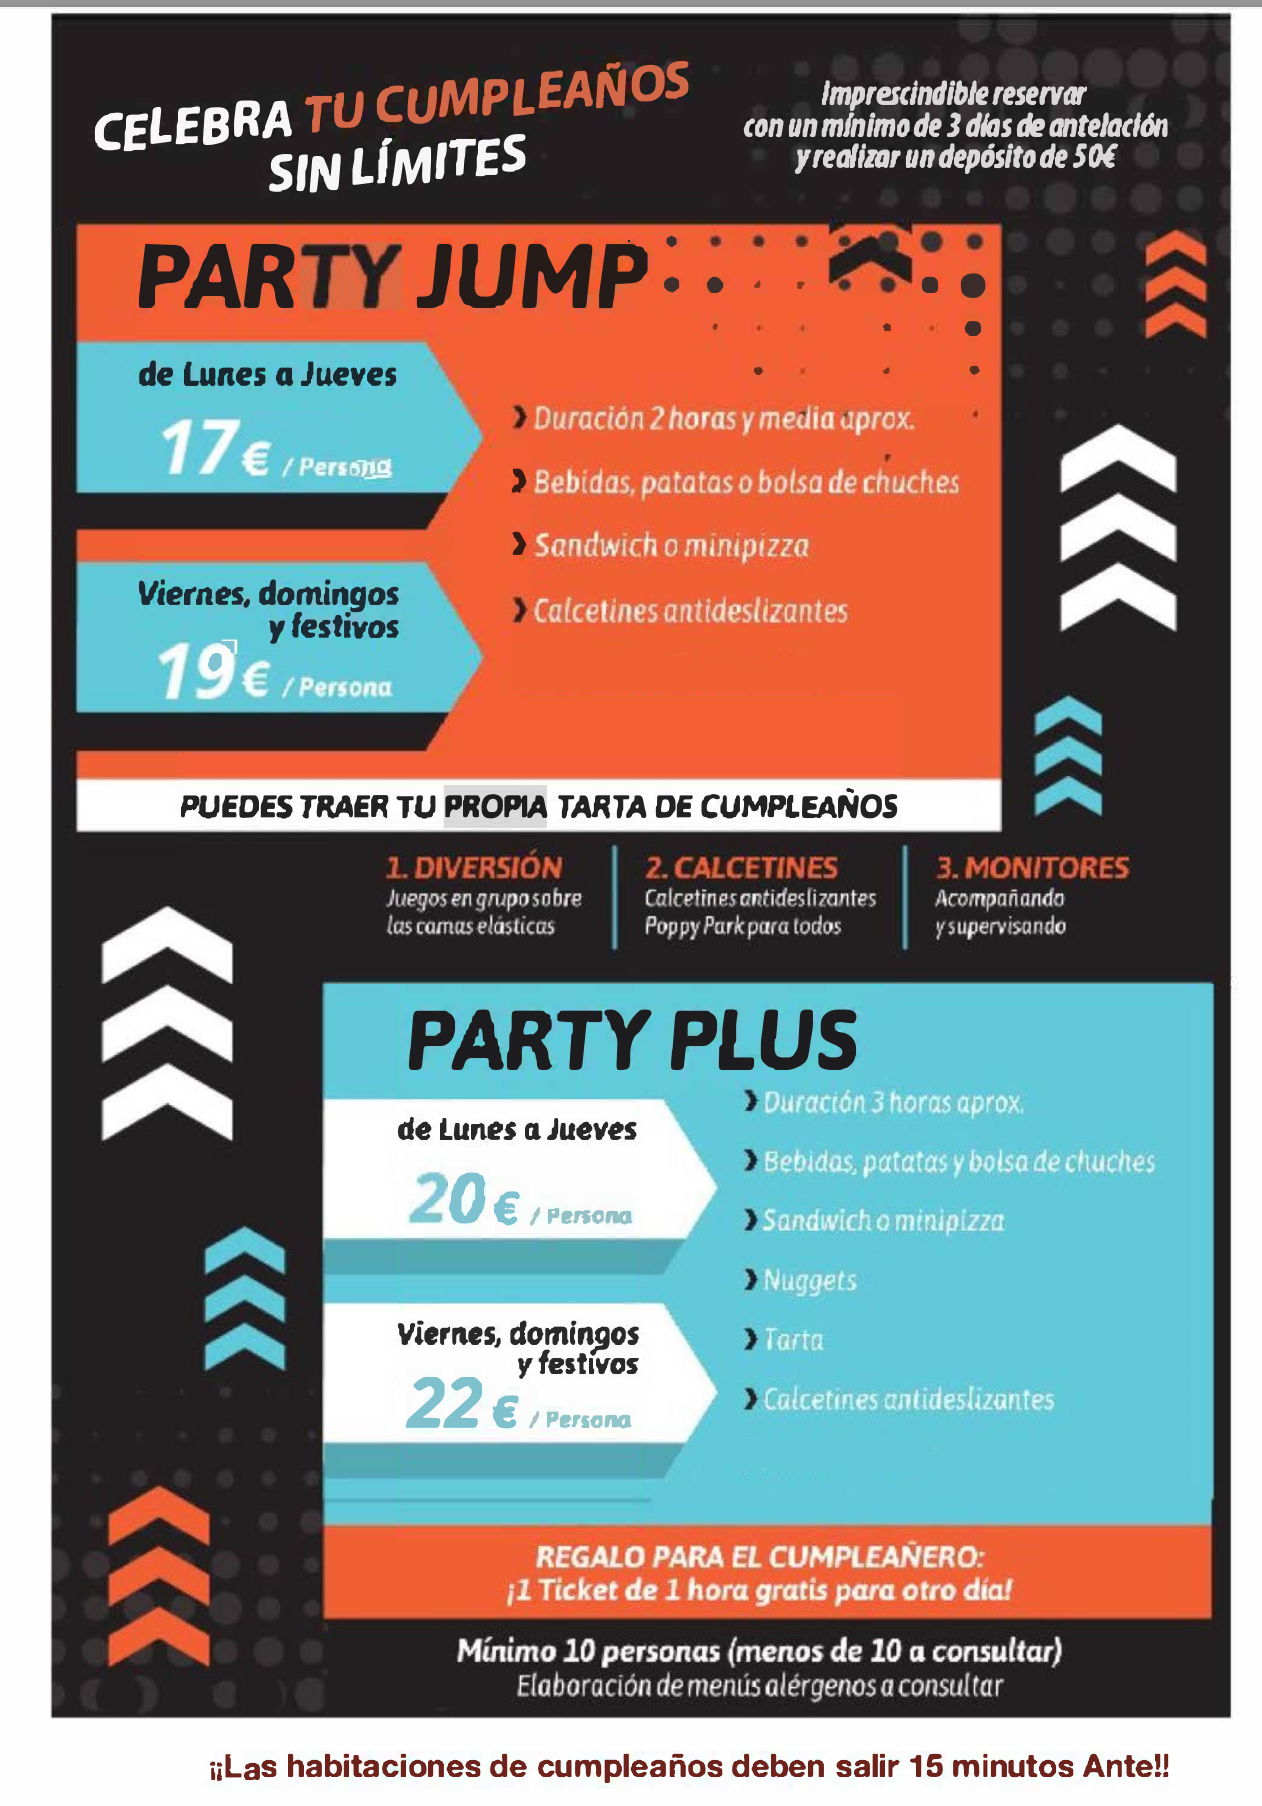 CELEBRA TU CUMPLEAÑOS
SIN LÍMITES
Imprescindible reservar
con un mínimo de 3 días de antelación
y realizar un depósito de 50€
PARTY JUMP
de Lunes a Jueves
17€ / Persona
Viernes, domingos
y festivos
19€ / Persona
❯ Duración 2 horas y media aprox.
❯ Bebidas, patatas o bolsa de chuches
❯ Sandwich o minipizza
❯ Calcetines antideslizantes
PUEDES TRAER TU PROPIA TARTA DE CUMPLEAÑOS
1. DIVERSIÓN
Juegos en grupo sobre
las camas elásticas
2. CALCETINES
Calcetines antideslizantes
Poppy Park para todos
3. MONITORES
Acompañando
y supervisando
PARTY PLUS
de Lunes a Jueves
20€ / Persona
Viernes, domingos
y festivos
22€ / Persona
❯ Duración 3 horas aprox.
❯ Bebidas, patatas y bolsa de chuches
❯ Sandwich o minipizza
❯ Nuggets
❯ Tarta
❯ Calcetines antideslizantes
REGALO PARA EL CUMPLEAÑERO:
¡1 Ticket de 1 hora gratis para otro día!
Mínimo 10 personas (menos de 10 a consultar)
Elaboración de menús alérgenos a consultar
¡¡Las habitaciones de cumpleaños deben salir 15 minutos Ante!!